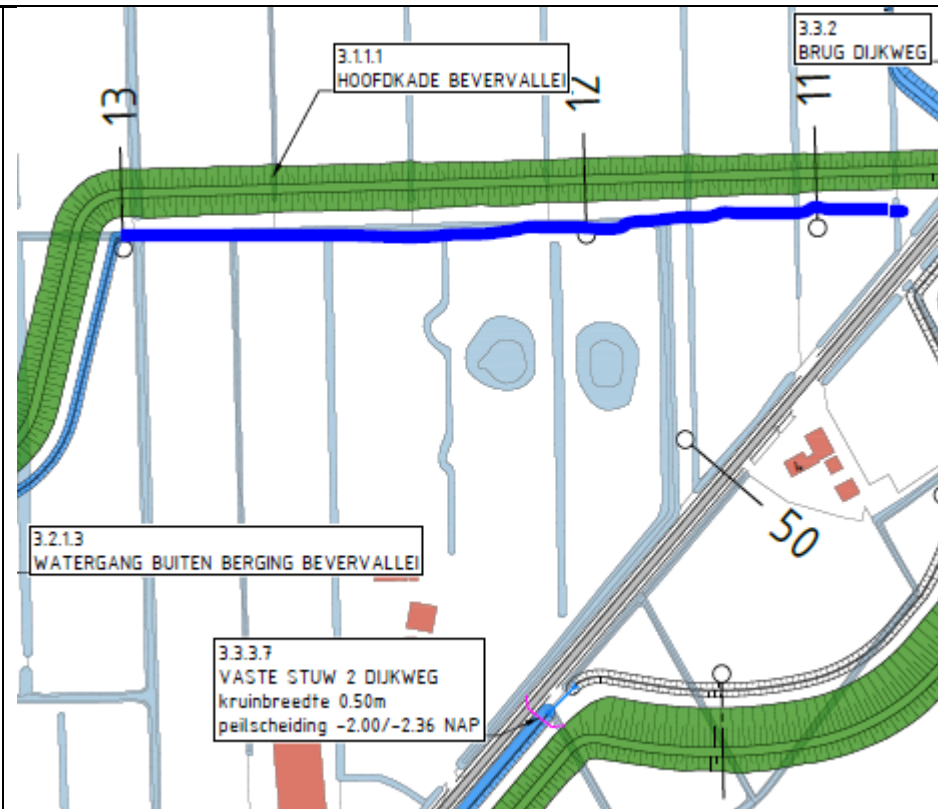 3.3.2
BRUG DIJKWEG
3.1.1.1
HOOFDKADE BEVERVALLEI
13
12
11
4
50
3.2.1.3
WATERGANG BUITEN BERGING BEVERVALLEI
3.3.3.7
VASTE STUW 2 DIJKWEG
kruinbreedte 0.50m
peilscheiding -2.00/-2.36 NAP